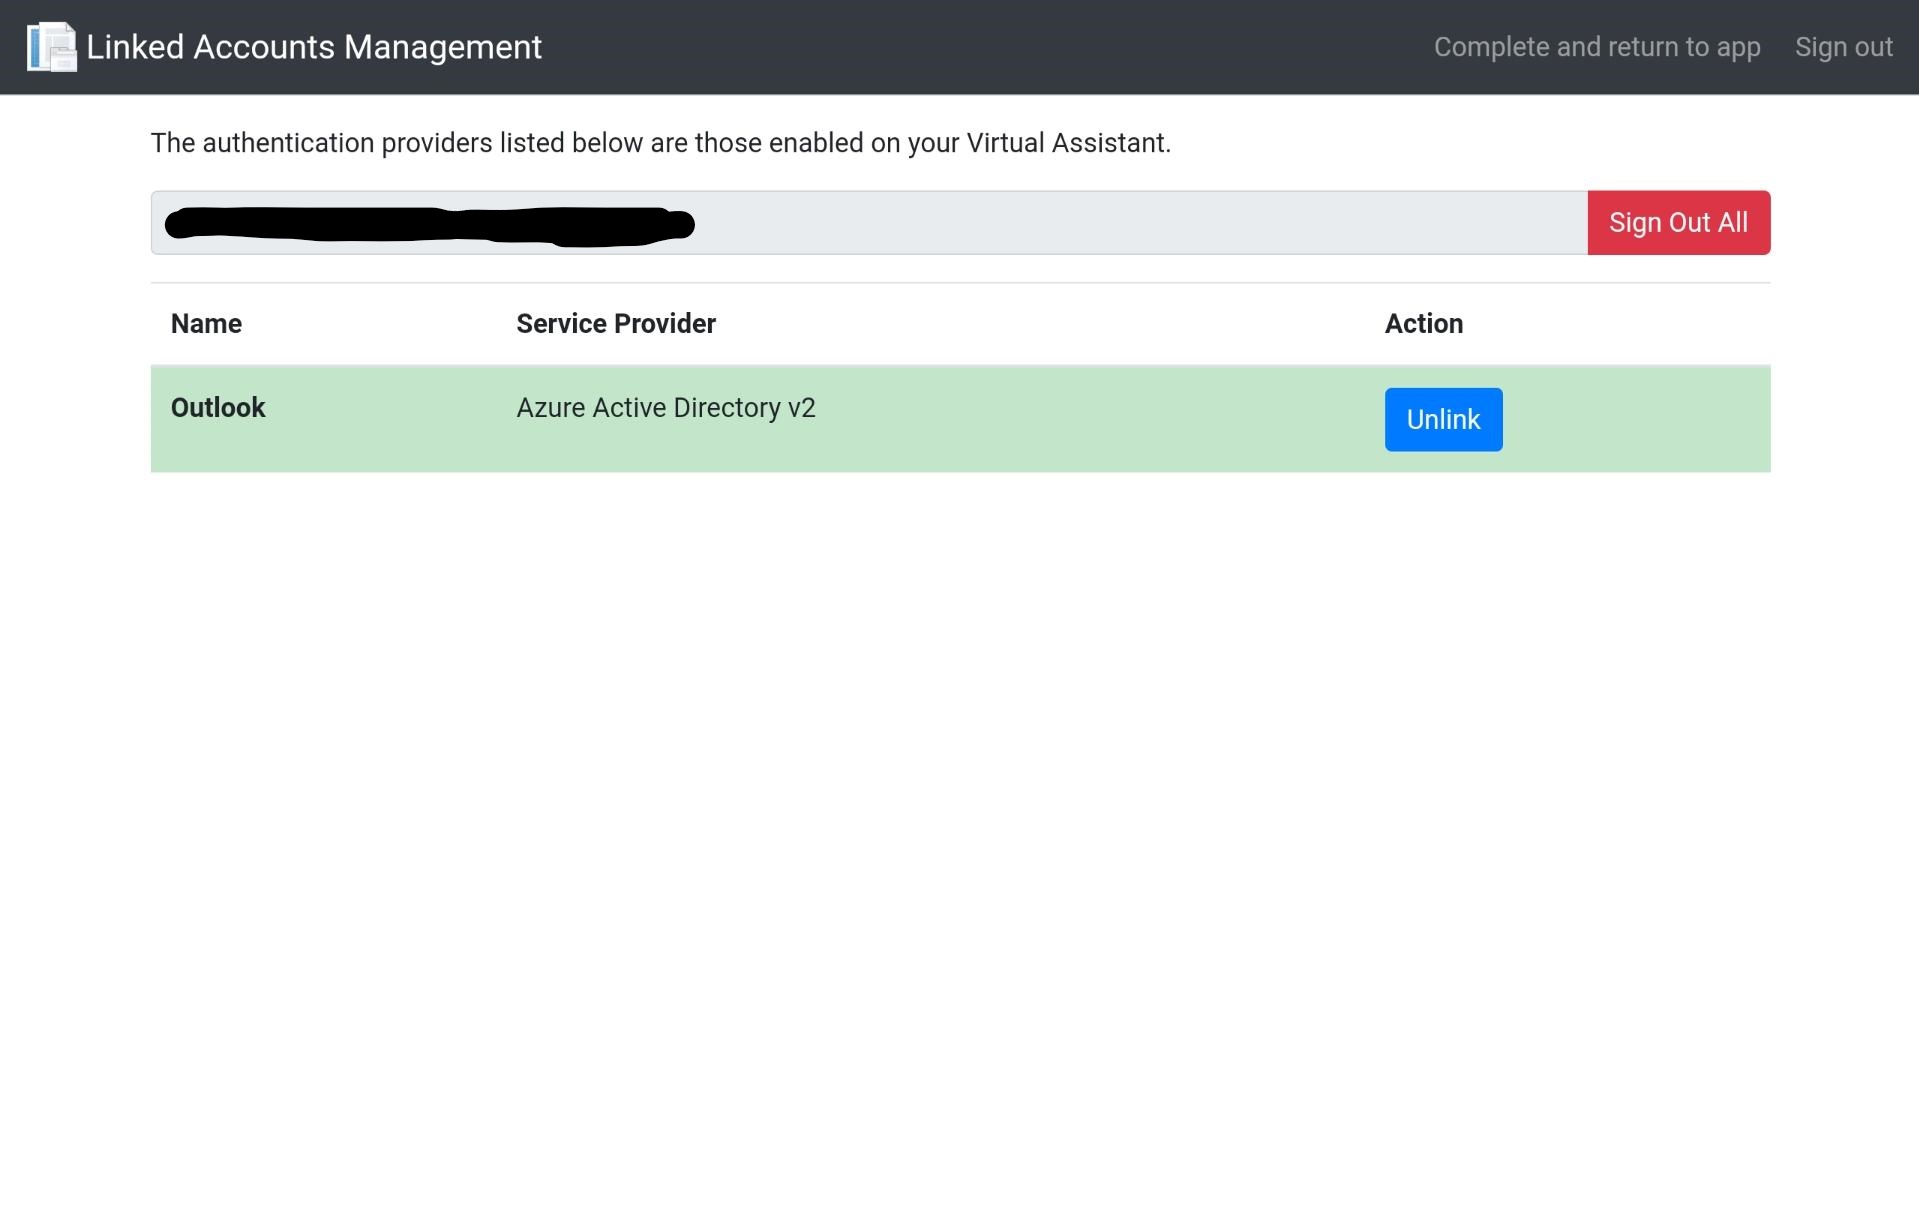 Linked Accounts Management
Complete and return to app
Sign out
The authentication providers listed below are those enabled on your Virtual Assistant.
Sign Out All
Name Service Provider Action
Outlook Azure Active Directory v2 Unlink